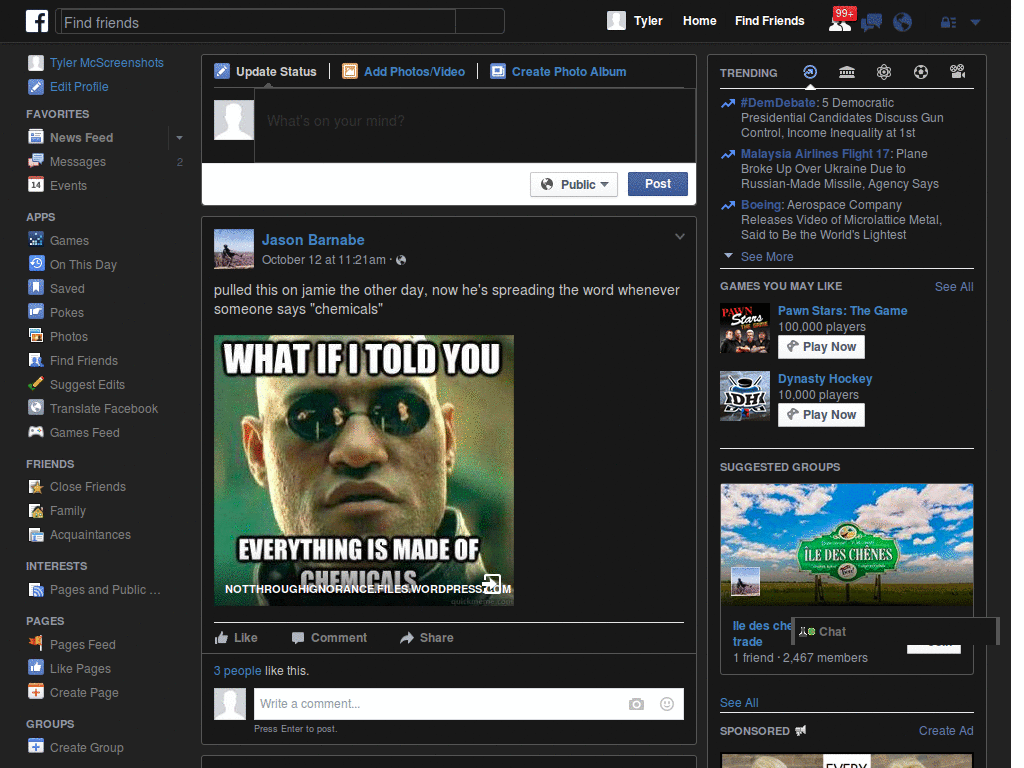 Find friends
Tyler
Home
Find Friends
99+
Tyler McScreenshots
Edit Profile
FAVORITES
News Feed
Messages
2
14
Events
APPS
Games
On This Day
Saved
Pokes
Photos
Find Friends
Suggest Edits
Translate Facebook
Games Feed
FRIENDS
Close Friends
Family
Acquaintances
INTERESTS
Pages and Public ...
PAGES
Pages Feed
Like Pages
Create Page
GROUPS
Create Group
Update Status
Add Photos/Video
Create Photo Album
What's on your mind?
Public
Post
Jason Barnabe
October 12 at 11:21am ·
pulled this on jamie the other day, now he's spreading the word whenever
someone says "chemicals"
WHAT IF I TOLD YOU
EVERYTHING IS MADE OF
CHEMICALS
NOTTHROUGHIGNORANCE.FILES.WORDPRESS.COM
quickmeme.com
Like
Comment
Share
3 people like this.
Write a comment...
Press Enter to post.
TRENDING
#DemDebate: 5 Democratic
Presidential Candidates Discuss Gun
Control, Income Inequality at 1st
Malaysia Airlines Flight 17: Plane
Broke Up Over Ukraine Due to
Russian-Made Missile, Agency Says
Boeing: Aerospace Company
Releases Video of Microlattice Metal,
Said to Be the World's Lightest
See More
GAMES YOU MAY LIKE
See All
PAWN
Stars
THE GAME
Pawn Stars: The Game
100,000 players
Play Now
DH
Dynasty Hockey
10,000 players
Play Now
SUGGESTED GROUPS
ÎLE DES CHÊNES
Ile des che
trade
1 friend · 2,467 members
Chat
See All
SPONSORED
Create Ad
EVERY